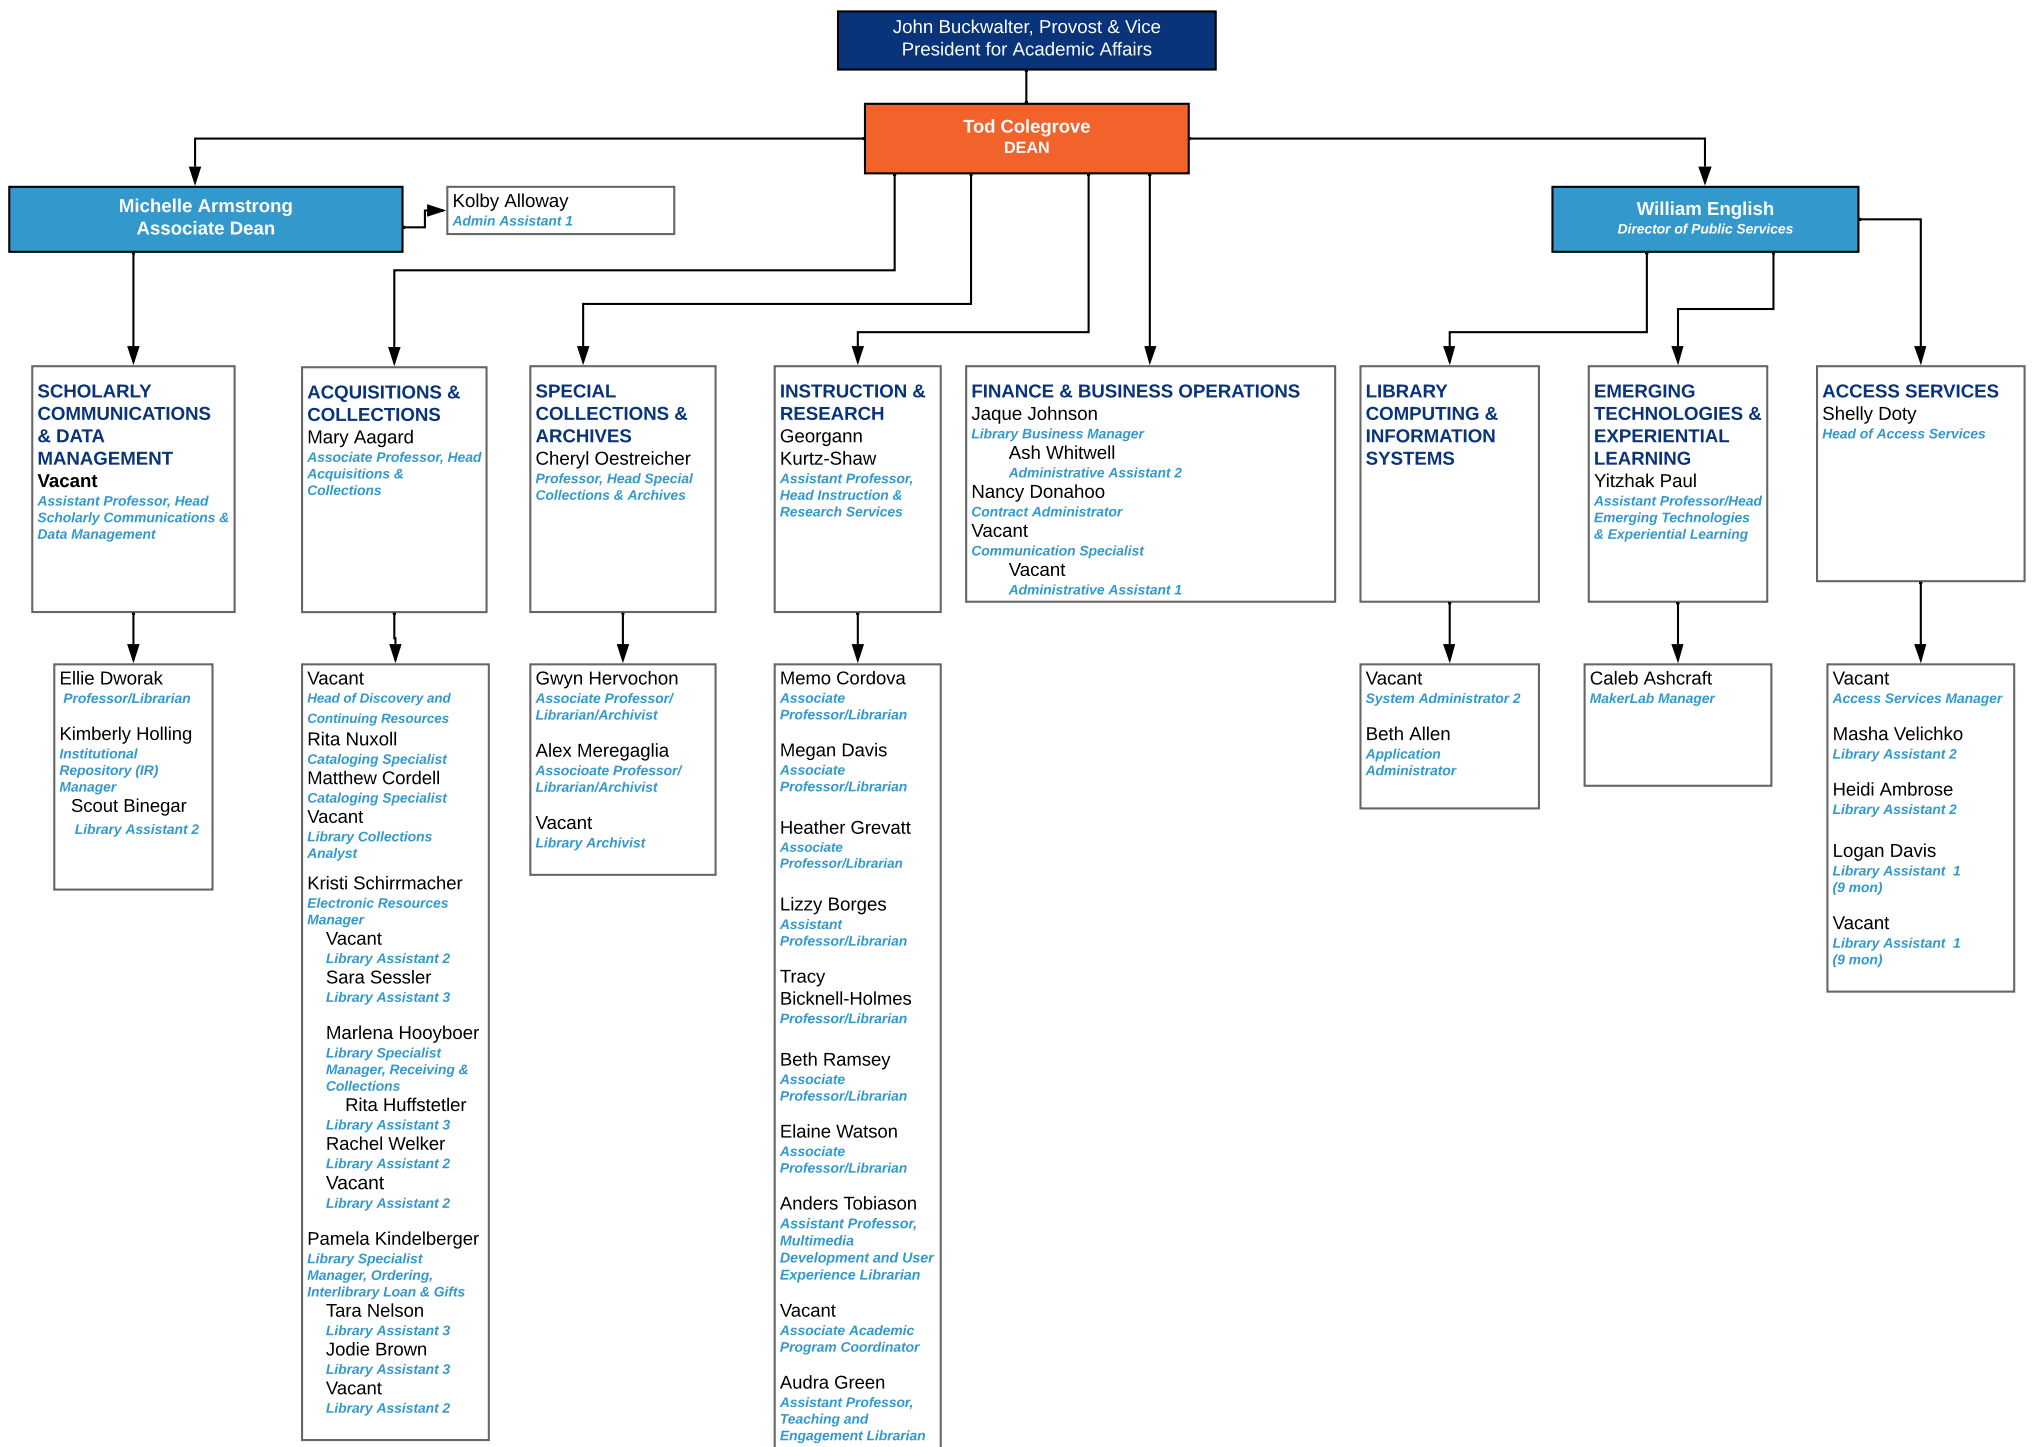 John Buckwalter, Provost & Vice
President for Academic Affairs
Tod Colegrove
DEAN
Michelle Armstrong
Associate Dean
Kolby Alloway
Admin Assistant 1
William English
Director of Public Services
SCHOLARLY
COMMUNICATIONS
& DATA
MANAGEMENT
Vacant
Assistant Professor, Head
Scholarly Communications &
Data Management
ACQUISITIONS &
COLLECTIONS
Mary Aagard
Associate Professor, Head
Acquisitions &
Collections
SPECIAL
COLLECTIONS &
ARCHIVES
Cheryl Oestreicher
Professor, Head Special
Collections & Archives
INSTRUCTION &
RESEARCH
Georgann
Kurtz-Shaw
Assistant Professor,
Head Instruction &
Research Services
FINANCE & BUSINESS OPERATIONS
Jaque Johnson
Library Business Manager
Ash Whitwell
Administrative Assistant 2
Nancy Donahoo
Contract Administrator
Vacant
Communication Specialist
Vacant
Administrative Assistant 1
LIBRARY
COMPUTING &
INFORMATION
SYSTEMS
EMERGING
TECHNOLOGIES &
EXPERIENTIAL
LEARNING
Yitzhak Paul
Assistant Professor/Head
Emerging Technologies
& Experiential Learning
ACCESS SERVICES
Shelly Doty
Head of Access Services
Ellie Dworak
Professor/Librarian
Kimberly Holling
Institutional
Repository (IR)
Manager
Scout Binegar
Library Assistant 2
Vacant
Head of Discovery and
Continuing Resources
Rita Nuxoll
Cataloging Specialist
Matthew Cordell
Cataloging Specialist
Vacant
Library Collections
Analyst
Kristi Schirrmacher
Electronic Resources
Manager
Vacant
Library Assistant 2
Sara Sessler
Library Assistant 3
Marlena Hooyboer
Library Specialist
Manager, Receiving &
Collections
Rita Huffstetler
Library Assistant 3
Rachel Welker
Library Assistant 2
Vacant
Library Assistant 2
Pamela Kindelberger
Library Specialist
Manager, Ordering,
Interlibrary Loan & Gifts
Tara Nelson
Library Assistant 3
Jodie Brown
Library Assistant 3
Vacant
Library Assistant 2
Gwyn Hervochon
Associate Professor/
Librarian/Archivist
Alex Meregaglia
Associoate Professor/
Librarian/Archivist
Vacant
Library Archivist
Memo Cordova
Associate
Professor/Librarian
Megan Davis
Associate
Professor/Librarian
Heather Grevatt
Associate
Professor/Librarian
Lizzy Borges
Assistant
Professor/Librarian
Tracy
Bicknell-Holmes
Professor/Librarian
Beth Ramsey
Associate
Professor/Librarian
Elaine Watson
Associate
Professor/Librarian
Anders Tobiason
Assistant Professor,
Multimedia
Development and User
Experience Librarian
Vacant
Associate Academic
Program Coordinator
Audra Green
Assistant Professor,
Teaching and
Engagement Librarian
Vacant
System Administrator 2
Beth Allen
Application
Administrator
Caleb Ashcraft
MakerLab Manager
Vacant
Access Services Manager
Masha Velichko
Library Assistant 2
Heidi Ambrose
Library Assistant 2
Logan Davis
Library Assistant 1
(9 mon)
Vacant
Library Assistant 1
(9 mon)